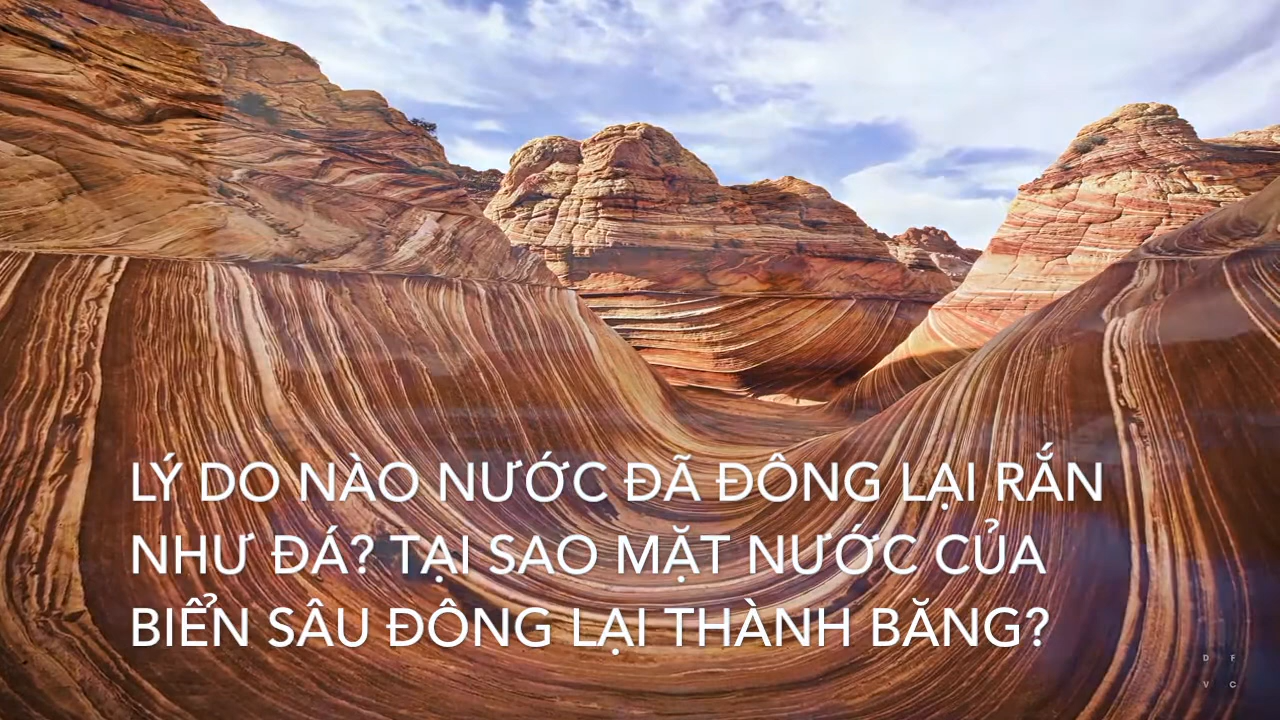 LÝ DO NÀO NƯỚC ĐÃ ĐÔNG LẠI RẮN
NHƯ ĐÁ? TẠI SAO MẶT NƯỚC CỦA
BIỂN SÂU ĐÔNG LẠI THÀNH BĂNG?
D F
V C